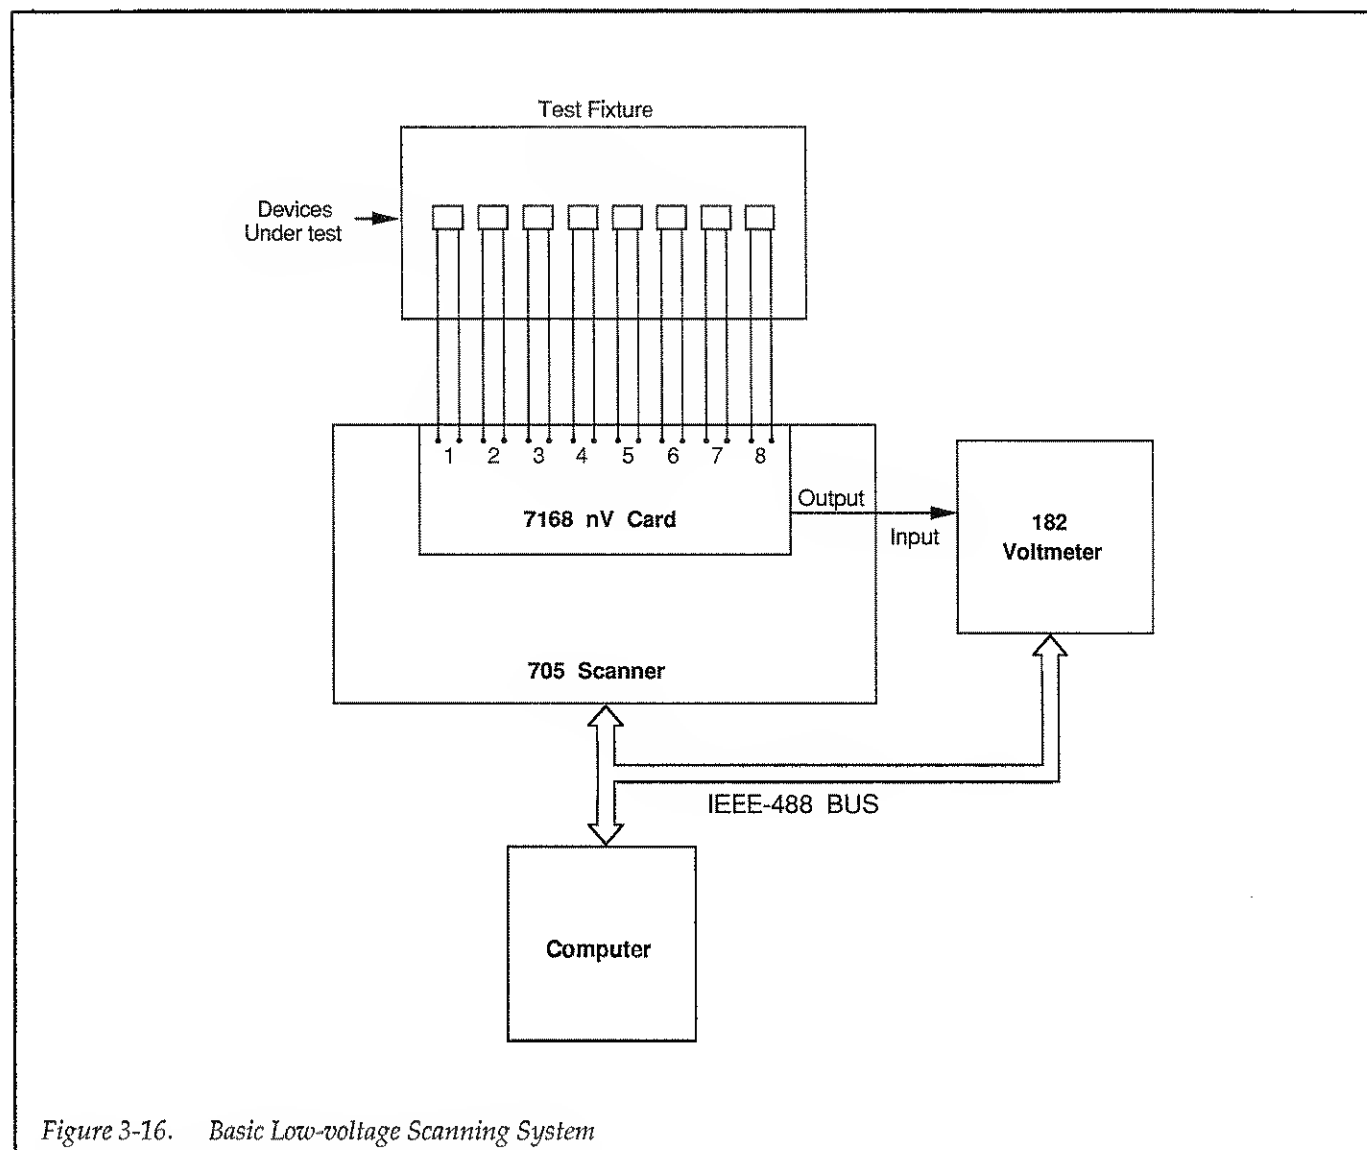 Test Fixture
Devices
Under test
1 2 3 4 5 6 7 8
7168 nV Card
Output
Input
182
Voltmeter
705 Scanner
IEEE-488 BUS
Computer
Figure 3-16. Basic Low-voltage Scanning System